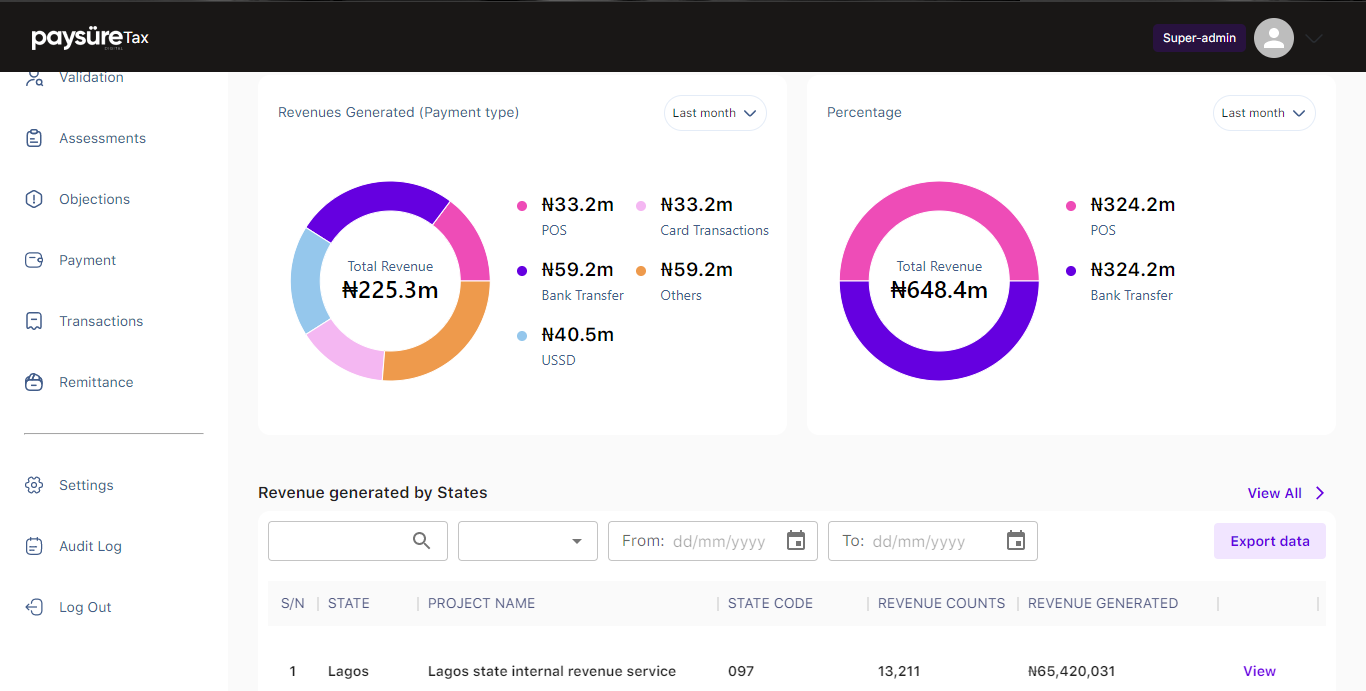 paysüre Tax
DIGITAL
Super-admin
Validation
Assessments
Objections
Payment
Transactions
Remittance
Settings
Audit Log
Log Out
Revenues Generated (Payment type)
Last month
Total Revenue
₦225.3m
₦33.2m
POS
₦33.2m
Card Transactions
₦59.2m
Bank Transfer
₦59.2m
Others
₦40.5m
USSD
Percentage
Last month
Total Revenue
₦648.4m
₦324.2m
POS
₦324.2m
Bank Transfer
Revenue generated by States
View All
From: dd/mm/yyyy
To: dd/mm/yyyy
Export data
S/N STATE PROJECT NAME STATE CODE REVENUE COUNTS REVENUE GENERATED
1 Lagos Lagos state internal revenue service 097 13,211 ₦65,420,031 View